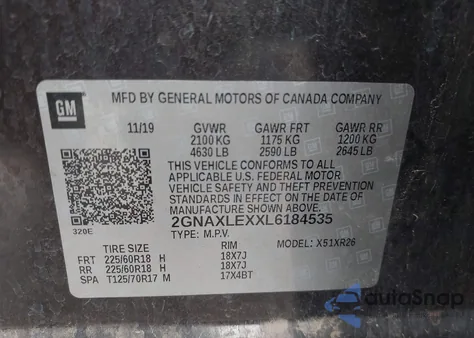 GM
MFD BY GENERAL MOTORS OF CANADA COMPANY
11/19 GVWR GAWR FRT GAWR RR
2100 KG 1175 KG 1200 KG
4630 LB 2590 LB 2645 LB
THIS VEHICLE CONFORMS TO ALL
APPLICABLE U.S. FEDERAL MOTOR
VEHICLE SAFETY AND THEFT PREVENTION
STANDARDS IN EFFECT ON THE DATE OF
MANUFACTURE SHOWN ABOVE.
2GNAXLEXXL6184535
320E TYPE: M.P.V. MODEL: X51XR26
TIRE SIZE RIM
FRT 225/60R18 H 18X7J
RR 225/60R18 H 18X7J
SPA T125/70R17 M 17X4BT
AutoSnap